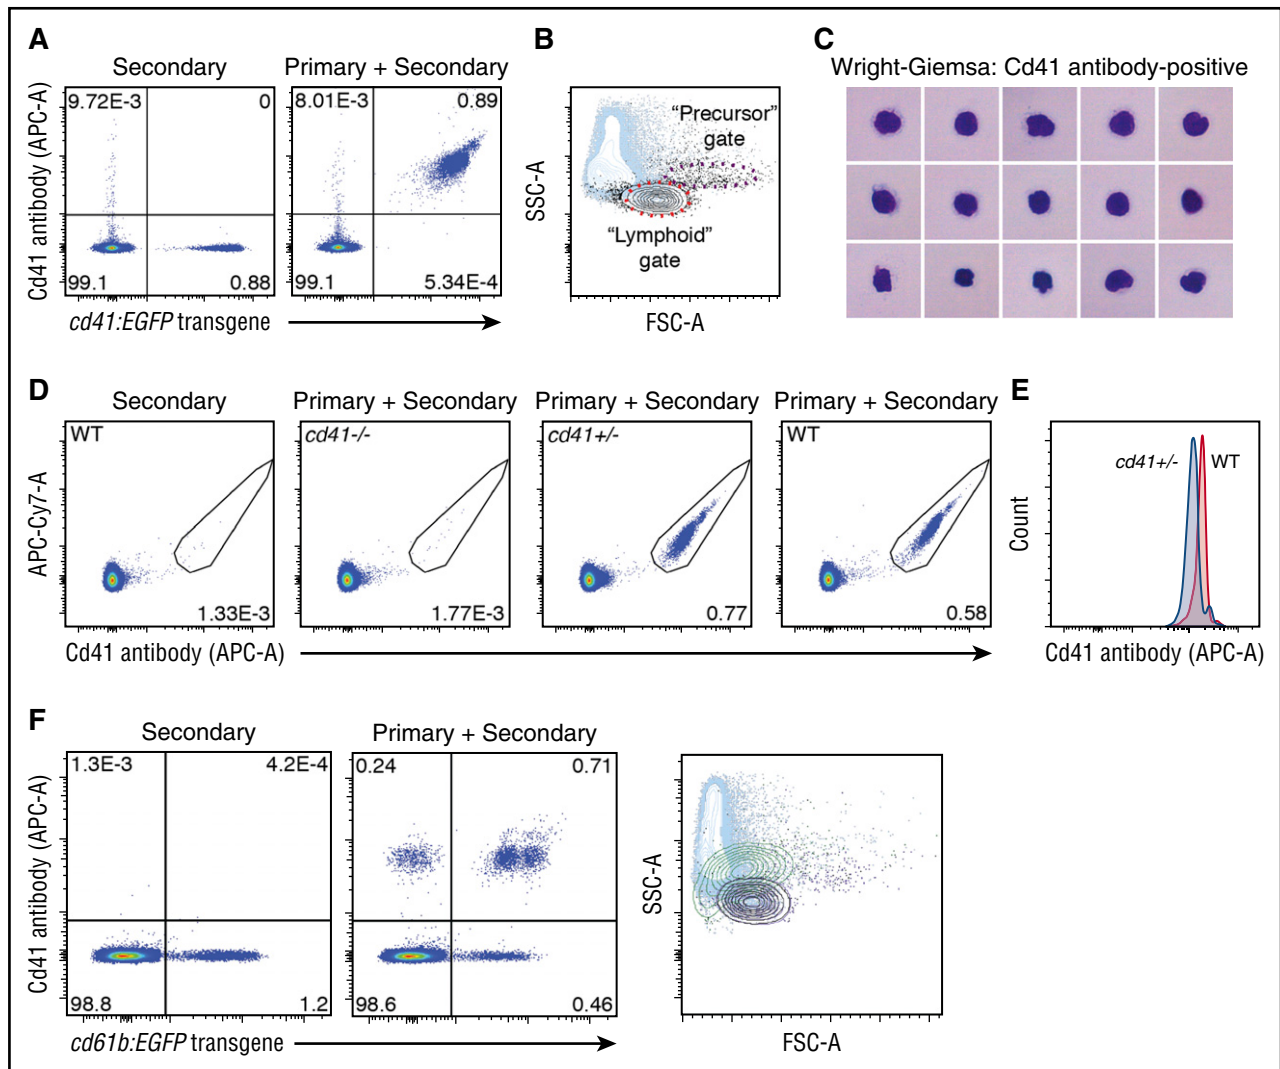 A
Secondary
Primary + Secondary
Cd41 antibody (APC-A)
9.72E-3
0
99.1
0.88
8.01E-3
0.89
99.1
5.34E-4
cd41:EGFP transgene
B
"Precursor"
gate
"Lymphoid"
gate
SSC-A
FSC-A
C
Wright-Giemsa: Cd41 antibody-positive
D
Secondary
Primary + Secondary
Primary + Secondary
Primary + Secondary
APC-Cy7-A
WT
1.33E-3
cd41-/-
1.77E-3
cd41+/-
0.77
WT
0.58
Cd41 antibody (APC-A)
E
cd41+/-
WT
Count
Cd41 antibody (APC-A)
F
Secondary
Primary + Secondary
Cd41 antibody (APC-A)
1.3E-3
4.2E-4
98.8
1.2
0.24
0.71
98.6
0.46
cd61b:EGFP transgene
SSC-A
FSC-A